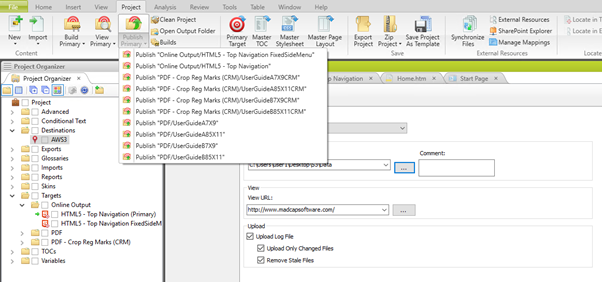 File
Home
Insert
View
Project
Analysis
Review
Tools
Window
New
Import
Build Primary
View Primary
Publish Primary
Clean Project
Open Output Folder
Builds
Primary Target
Master TOC
Master Stylesheet
Master Page Layout
Export Project
Zip Project
Save Project As Template
Synchronize Files
External Resources
SharePoint Explorer
Manage Mappings
Locate in
Locate in T
Content
Save
External Resources
Publish "Online Output/HTML5 - Top Navigation FixedSideMenu"
Publish "Online Output/HTML5 - Top Navigation"
Publish "PDF - Crop Reg Marks (CRM)/UserGuideA7X9CRM"
Publish "PDF - Crop Reg Marks (CRM)/UserGuideA85X11CRM"
Publish "PDF - Crop Reg Marks (CRM)/UserGuideB7X9CRM"
Publish "PDF - Crop Reg Marks (CRM)/UserGuideB85X11CRM"
Publish "PDF/UserGuideA7X9"
Publish "PDF/UserGuideA85X11"
Publish "PDF/UserGuideB7X9"
Publish "PDF/UserGuideB85X11"
Project Organizer
Project Organizer
Navigation
Home.htm
Start Page
Project
Advanced
Conditional Text
Destinations
AWS3
Exports
Glossaries
Imports
Reports
Skins
Targets
Online Output
HTML5 - Top Navigation (Primary)
HTML5 - Top Navigation FixedSideM
PDF
PDF - Crop Reg Marks (CRM)
TOCs
Variables
Comment:
...
View
View URL:
http://www.madcapsoftware.com/
...
Upload
Upload Log File
Upload Only Changed Files
Remove Stale Files